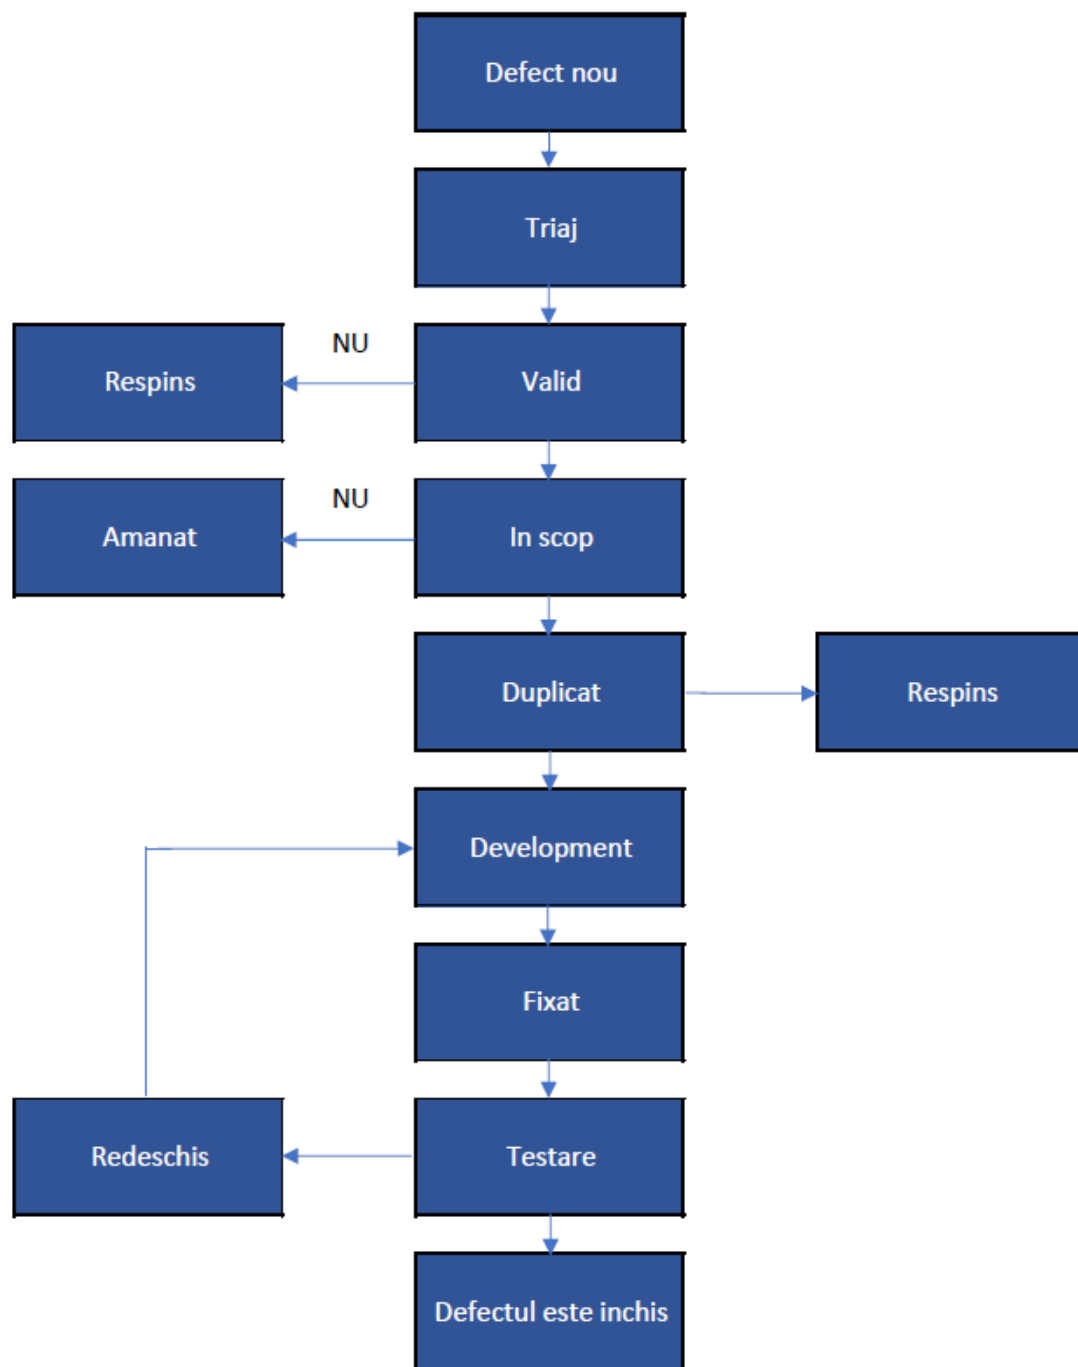 Defect nou
Triaj
NU
Respins
Valid
NU
Amanat
In scop
Duplicat
Respins
Development
Fixat
Redeschis
Testare
Defectul este inchis